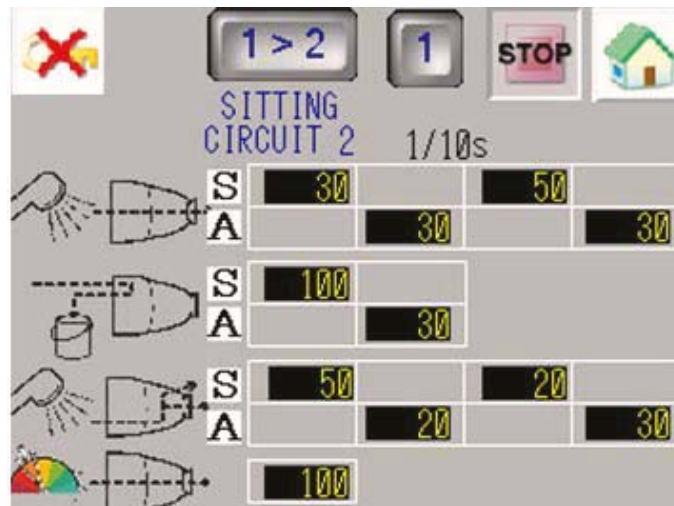 1 > 2 1 STOP
SITTING
CIRCUIT 2 1/10s
S 30 50
A 30 30
S 100
A 30
S 50 20
A 20 30
100